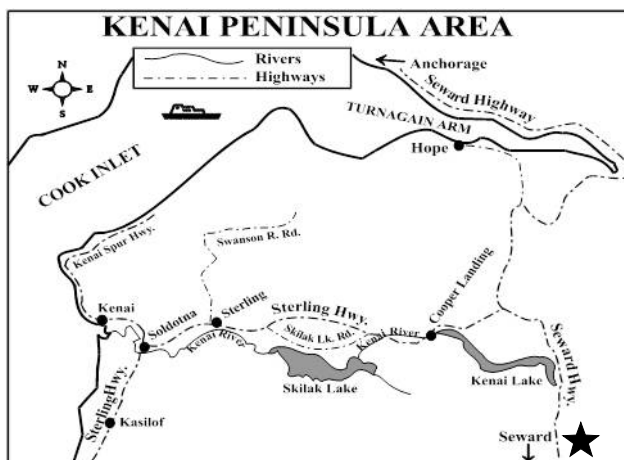 KENAI PENINSULA AREA
Rivers
Highways
Anchorage
Seward Highway
N
W E
S
TURNAGAIN ARM
Hope
COOK INLET
Kenai Spur Hwy.
Swanson R. Rd.
Kenai
Soldotna
Sterling
Sterling Hwy.
Skilak Lk. Rd.
Kenai River
Kenai River
Cooper Landing
Skilak Lake
Kenai Lake
Seward Hwy.
SterlingHwy.
Kasilof
Seward